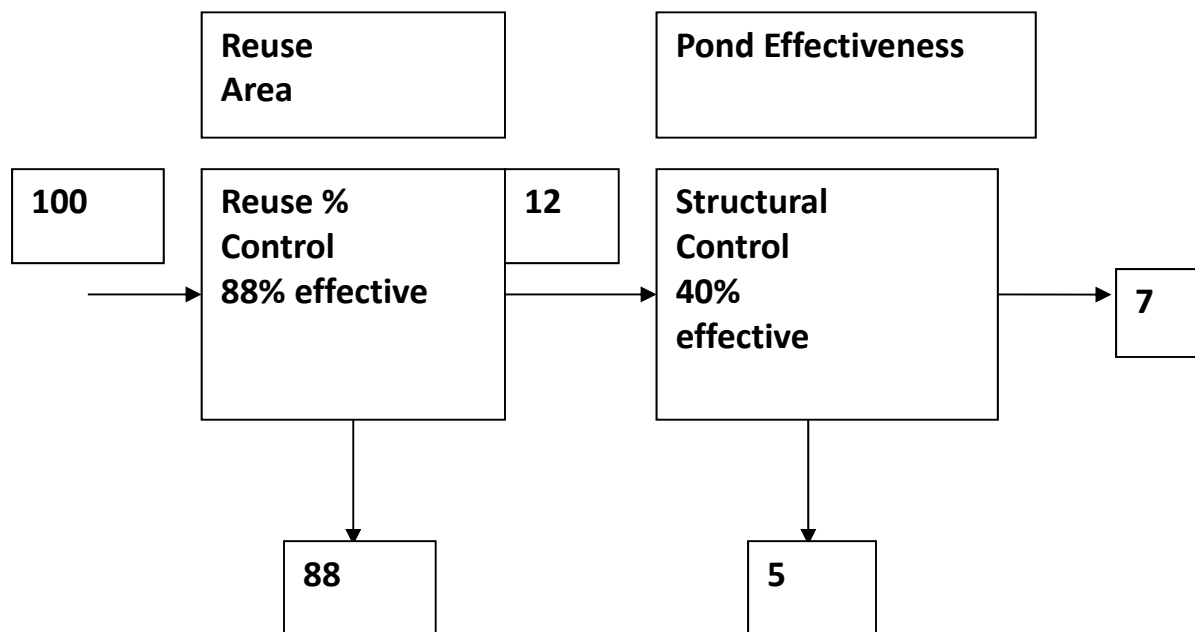 Reuse
Area
Pond Effectiveness
100
Reuse %
Control
88% effective
12
Structural
Control
40%
effective
7
88
5